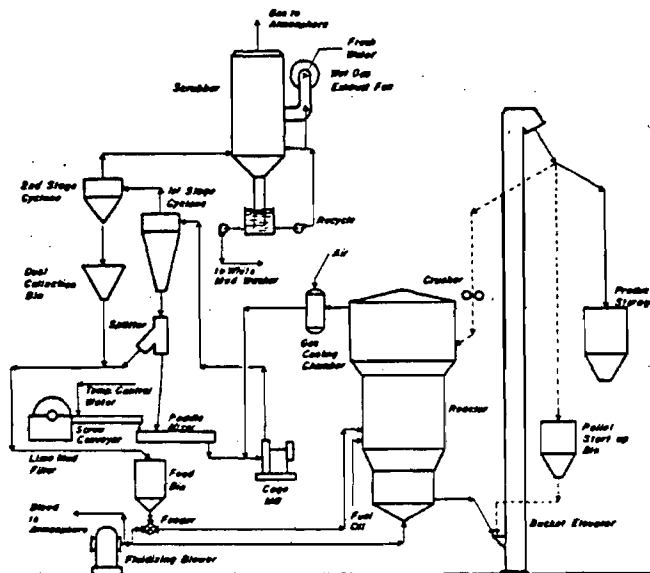 Gas to
Atmosphere
Fresh
Water
Wet Gas
Exhaust Fan
Scrubber
2nd Stage
Cyclone
1st Stage
Cyclone
Recycle
to White
Mud Washer
Dust
Collection
Bin
Air
Crusher
Product
Storage
Splitter
Gas
Cooling
Chamber
Temp. Control
Water
Reactor
Paddle Mixer
Screw
Conveyor
Lime Mud
Filter
Pellet
Start up
Bin
Feed
Bin
Cage
Mill
Bleed
to
Atmosphere
Feeder
Fuel
Oil
Bucket Elevator
Fluidizing Blower